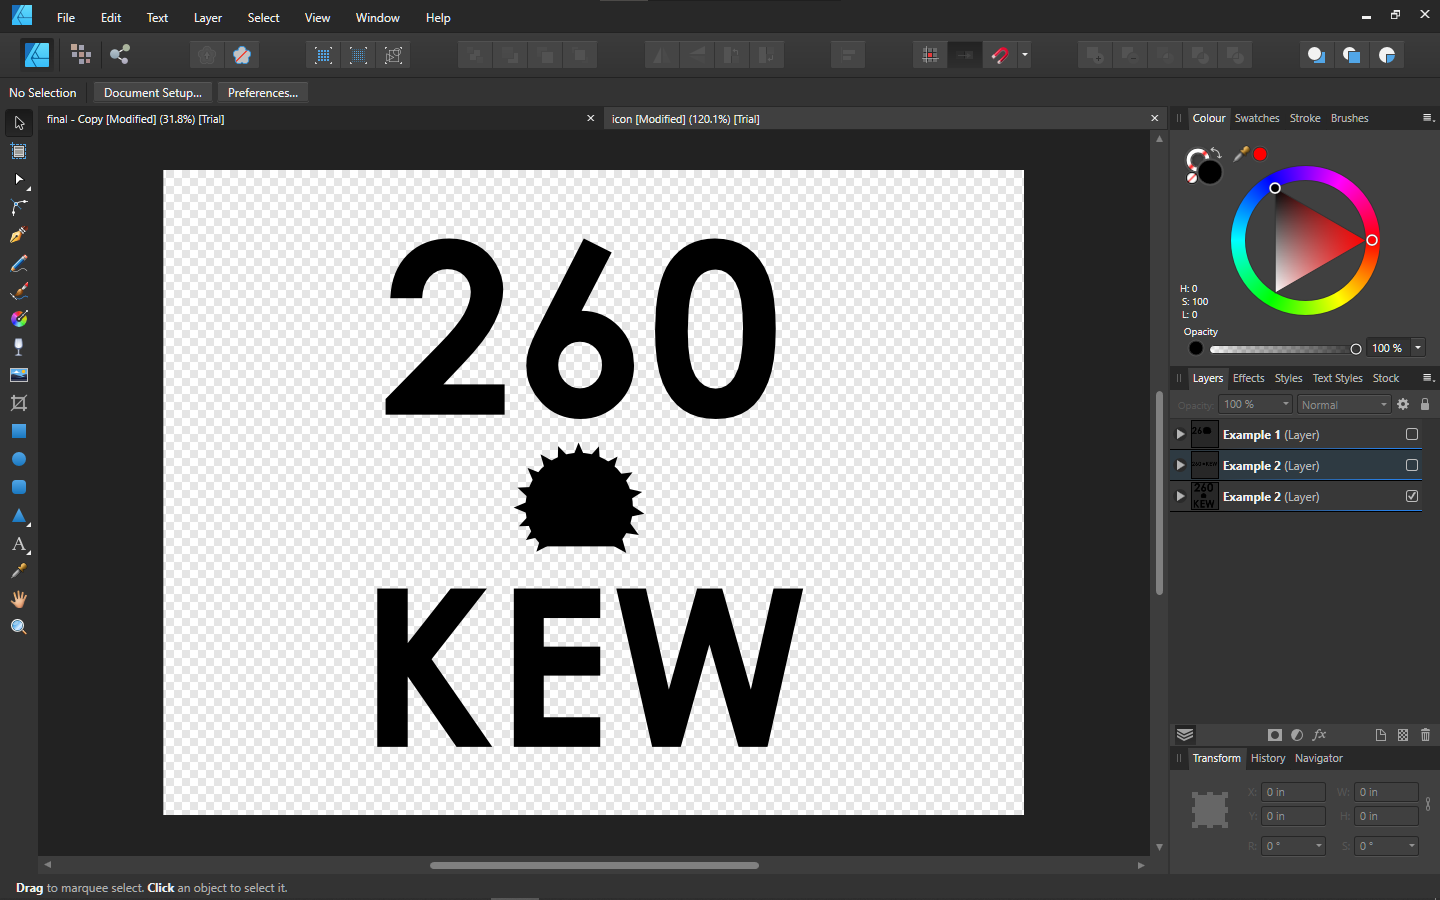 File Edit Text Layer Select View Window Help
No Selection Document Setup... Preferences...
final - Copy [Modified] (31.8%) [Trial]
icon [Modified] (120.1%) [Trial]
260
KEW
Colour Swatches Stroke Brushes
H: 0
S: 100
L: 0
Opacity
100 %
Layers Effects Styles Text Styles Stock
Opacity: 100 % Normal
Example 1 (Layer)
Example 2 (Layer)
Example 2 (Layer)
Transform History Navigator
X: 0 in W: 0 in
Y: 0 in H: 0 in
R: 0 ° S: 0 °
Drag to marquee select. Click an object to select it.